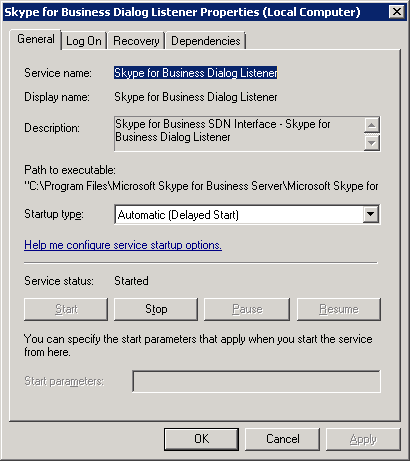 Skype for Business Dialog Listener Properties (Local Computer)
General Log On Recovery Dependencies
Service name: Skype for Business Dialog Listener
Display name: Skype for Business Dialog Listener
Description: Skype for Business SDN Interface - Skype for
Business Dialog Listener
Path to executable:
"C:\Program Files\Microsoft Skype for Business Server\Microsoft Skype for
Startup type: Automatic (Delayed Start)
Help me configure service startup options.
Service status: Started
Start Stop Pause Resume
You can specify the start parameters that apply when you start the service
from here.
Start parameters:
OK Cancel Apply